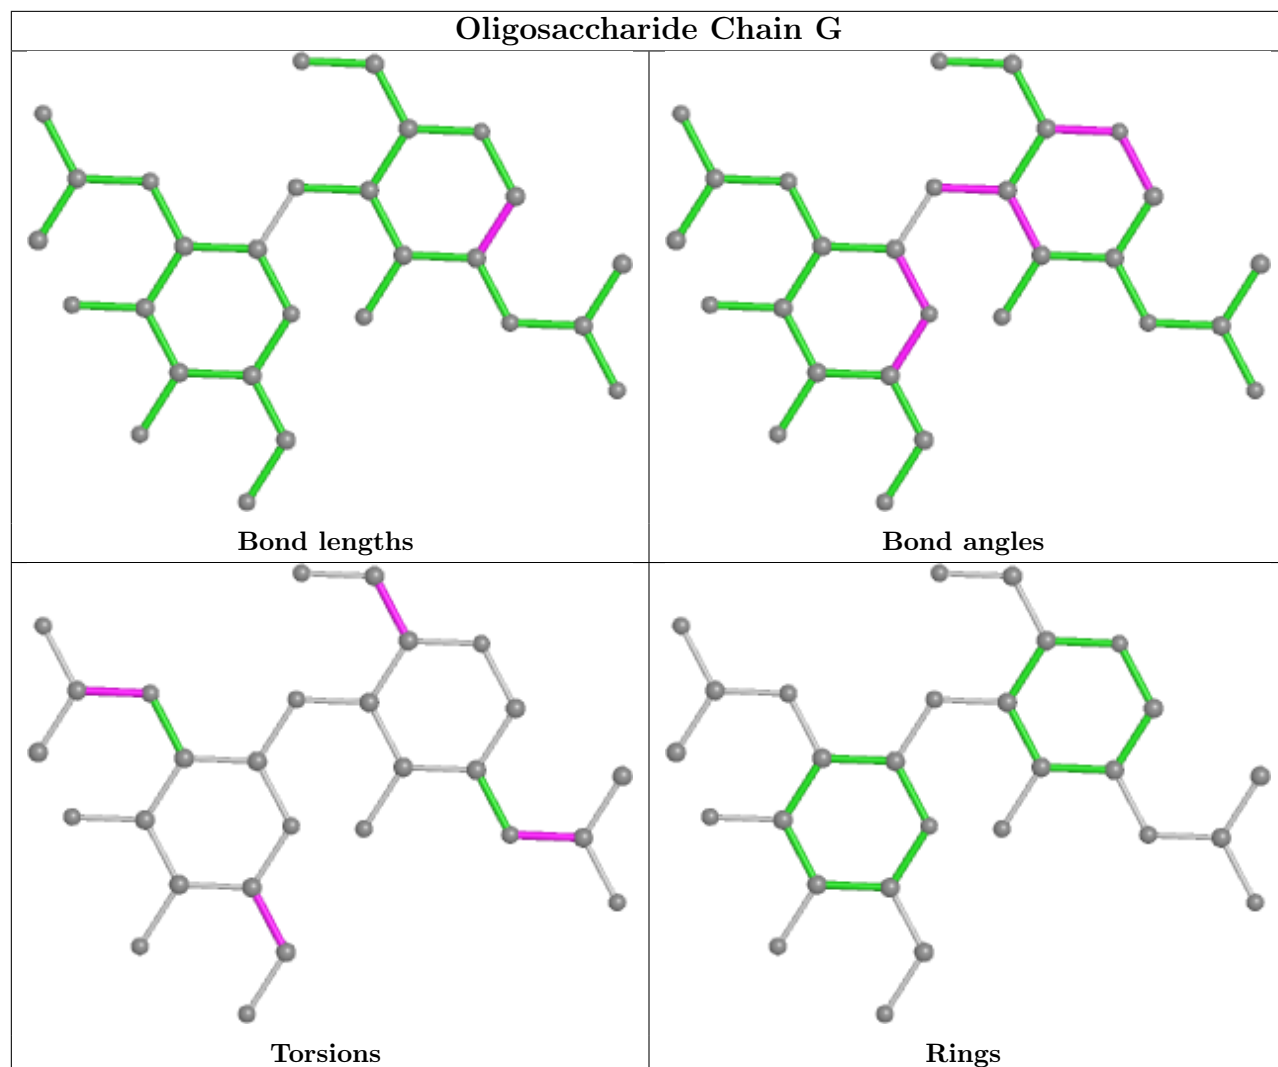 Oligosaccharide Chain G
Bond lengths
Bond angles
Torsions
Rings